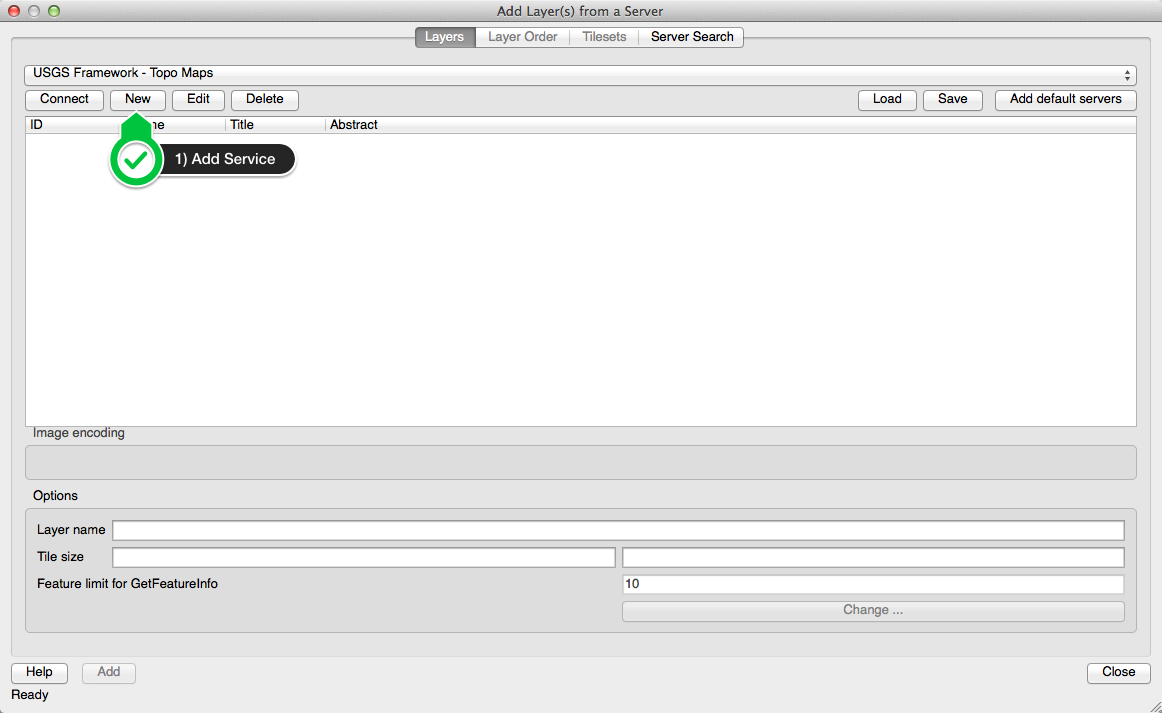 Add Layer(s) from a Server
Layers Layer Order Tilesets Server Search
USGS Framework - Topo Maps
Connect New Edit Delete Load Save Add default servers
ID me Title Abstract
1) Add Service
Image encoding
Options
Layer name
Tile size
Feature limit for GetFeatureInfo 10
Change ...
Help Add Close
Ready